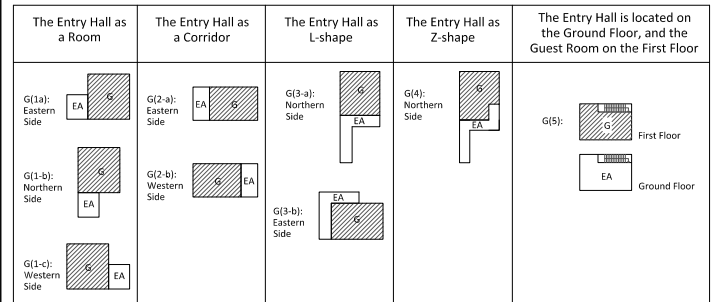 The Entry Hall as
a Room
The Entry Hall as
a Corridor
The Entry Hall as
L-shape
The Entry Hall as
Z-shape
The Entry Hall is located on
the Ground Floor, and the
Guest Room on the First Floor
G(1a):
Eastern
Side
EA
G
G(1-b):
Northern
Side
G
EA
G(1-c):
Western
Side
G
EA
G(2-a):
Eastern
Side
EA
G
G(2-b):
Western
Side
G
EA
G(3-a):
Northern
Side
G
EA
G(3-b):
Eastern
Side
EA
G
G(4):
Northern
Side
G
EA
G(5):
G
First Floor
EA
Ground Floor